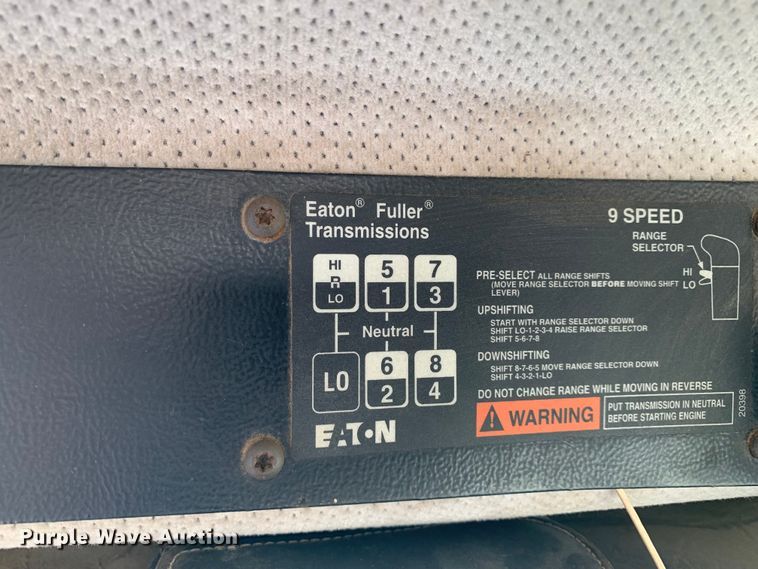 Eaton® Fuller®
Transmissions
9 SPEED
RANGE
SELECTOR
HI
LO
HI
R
LO
5
1
7
3
Neutral
LO
6
2
8
4
EATON
PRE-SELECT ALL RANGE SHIFTS
(MOVE RANGE SELECTOR BEFORE MOVING SHIFT
LEVER)
UPSHIFTING
START WITH RANGE SELECTOR DOWN
SHIFT LO-1-2-3-4 RAISE RANGE SELECTOR
SHIFT 5-6-7-8
DOWNSHIFTING
SHIFT 8-7-6-5 MOVE RANGE SELECTOR DOWN
SHIFT 4-3-2-1-LO
DO NOT CHANGE RANGE WHILE MOVING IN REVERSE
WARNING
PUT TRANSMISSION IN NEUTRAL
BEFORE STARTING ENGINE
20398
Purple Wave Auction